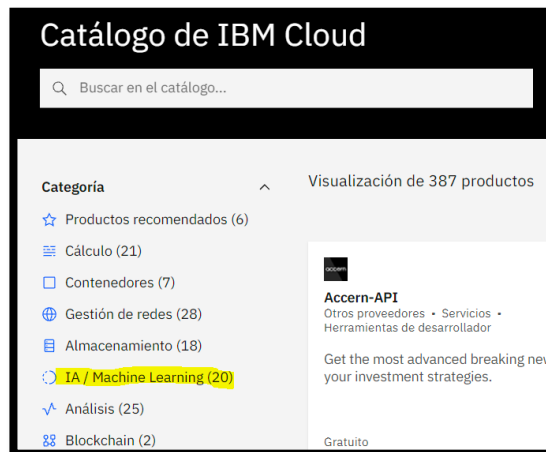 Catálogo de IBM Cloud
Buscar en el catálogo...
Categoría
Productos recomendados (6)
Cálculo (21)
Contenedores (7)
Gestión de redes (28)
Almacenamiento (18)
IA / Machine Learning (20)
Análisis (25)
Blockchain (2)
Visualización de 387 productos
accern
Accern-API
Otros proveedores • Servicios •
Herramientas de desarrollador
Get the most advanced breaking
your investment strategies.
Gratuito